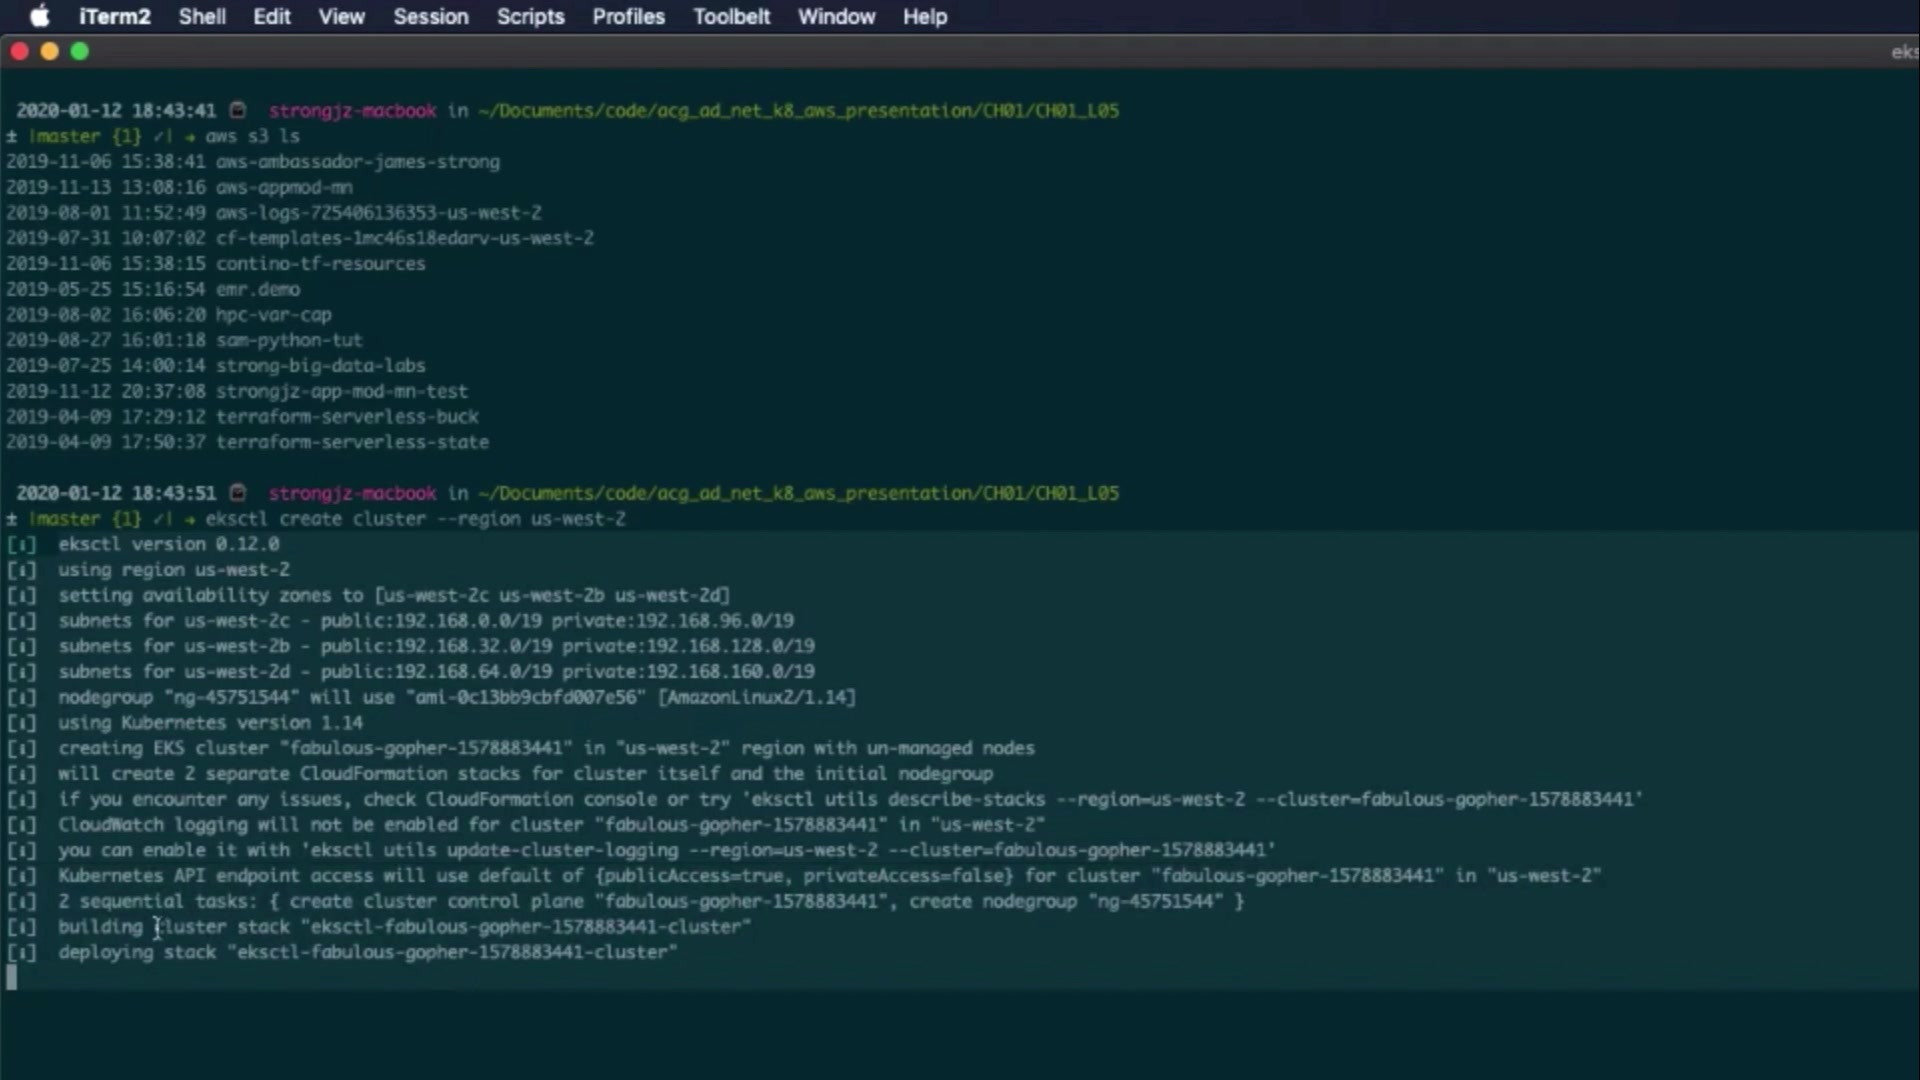 iTerm2 Shell Edit View Session Scripts Profiles Toolbelt Window Help
eks
2020-01-12 18:43:41 strongjz-macbook in ~/Documents/code/acg_ad_net_k8_aws_presentation/CH01/CH01_L05
± |master {1} ✓| → aws s3 ls
2019-11-06 15:38:41 aws-ambassador-james-strong
2019-11-13 13:08:16 aws-appmod-mn
2019-08-01 11:52:49 aws-logs-725406136353-us-west-2
2019-07-31 10:07:02 cf-templates-1mc46s18edarv-us-west-2
2019-11-06 15:38:15 contino-tf-resources
2019-05-25 15:16:54 emr.demo
2019-08-02 16:06:20 hpc-var-cap
2019-08-27 16:01:18 sam-python-tut
2019-07-25 14:00:14 strong-big-data-labs
2019-11-12 20:37:08 strongjz-app-mod-mn-test
2019-04-09 17:29:12 terraform-serverless-buck
2019-04-09 17:50:37 terraform-serverless-state
2020-01-12 18:43:51 strongjz-macbook in ~/Documents/code/acg_ad_net_k8_aws_presentation/CH01/CH01_L05
± |master {1} ✓| → eksctl create cluster --region us-west-2
[ℹ] eksctl version 0.12.0
[ℹ] using region us-west-2
[ℹ] setting availability zones to [us-west-2c us-west-2b us-west-2d]
[ℹ] subnets for us-west-2c - public:192.168.0.0/19 private:192.168.96.0/19
[ℹ] subnets for us-west-2b - public:192.168.32.0/19 private:192.168.128.0/19
[ℹ] subnets for us-west-2d - public:192.168.64.0/19 private:192.168.160.0/19
[ℹ] nodegroup "ng-45751544" will use "ami-0c13bb9cbfd007e56" [AmazonLinux2/1.14]
[ℹ] using Kubernetes version 1.14
[ℹ] creating EKS cluster "fabulous-gopher-1578883441" in "us-west-2" region with un-managed nodes
[ℹ] will create 2 separate CloudFormation stacks for cluster itself and the initial nodegroup
[ℹ] if you encounter any issues, check CloudFormation console or try 'eksctl utils describe-stacks --region=us-west-2 --cluster=fabulous-gopher-1578883441'
[ℹ] CloudWatch logging will not be enabled for cluster "fabulous-gopher-1578883441" in "us-west-2"
[ℹ] you can enable it with 'eksctl utils update-cluster-logging --region=us-west-2 --cluster=fabulous-gopher-1578883441'
[ℹ] Kubernetes API endpoint access will use default of {publicAccess=true, privateAccess=false} for cluster "fabulous-gopher-1578883441" in "us-west-2"
[ℹ] 2 sequential tasks: { create cluster control plane "fabulous-gopher-1578883441", create nodegroup "ng-45751544" }
[ℹ] building cluster stack "eksctl-fabulous-gopher-1578883441-cluster"
[ℹ] deploying stack "eksctl-fabulous-gopher-1578883441-cluster"